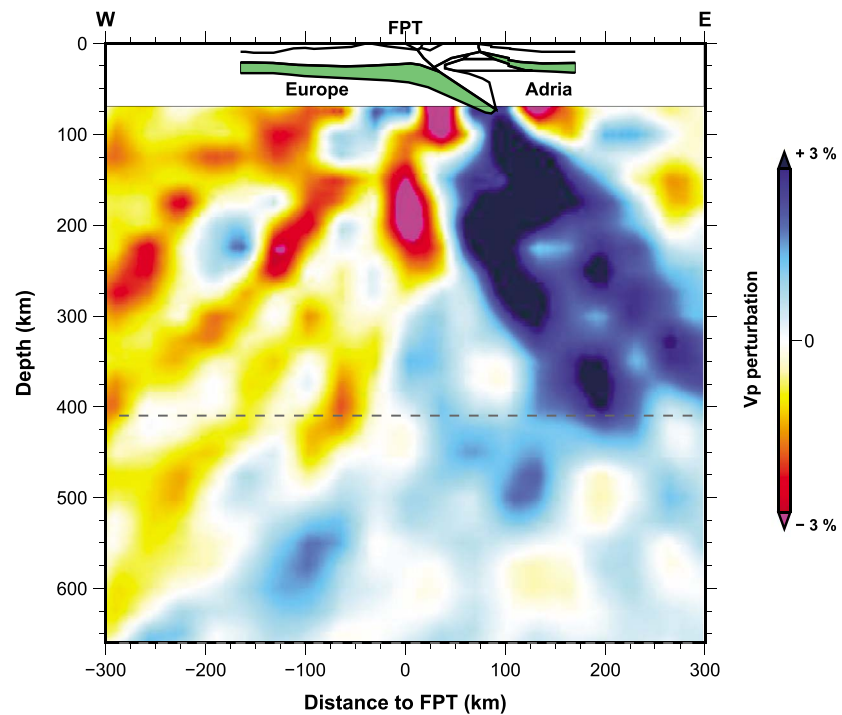 W
FPT
E
0
Europe
Adria
100
200
300
400
500
600
Depth (km)
+ 3 %
0
− 3 %
Vp perturbation
−300
−200
−100
0
100
200
300
Distance to FPT (km)